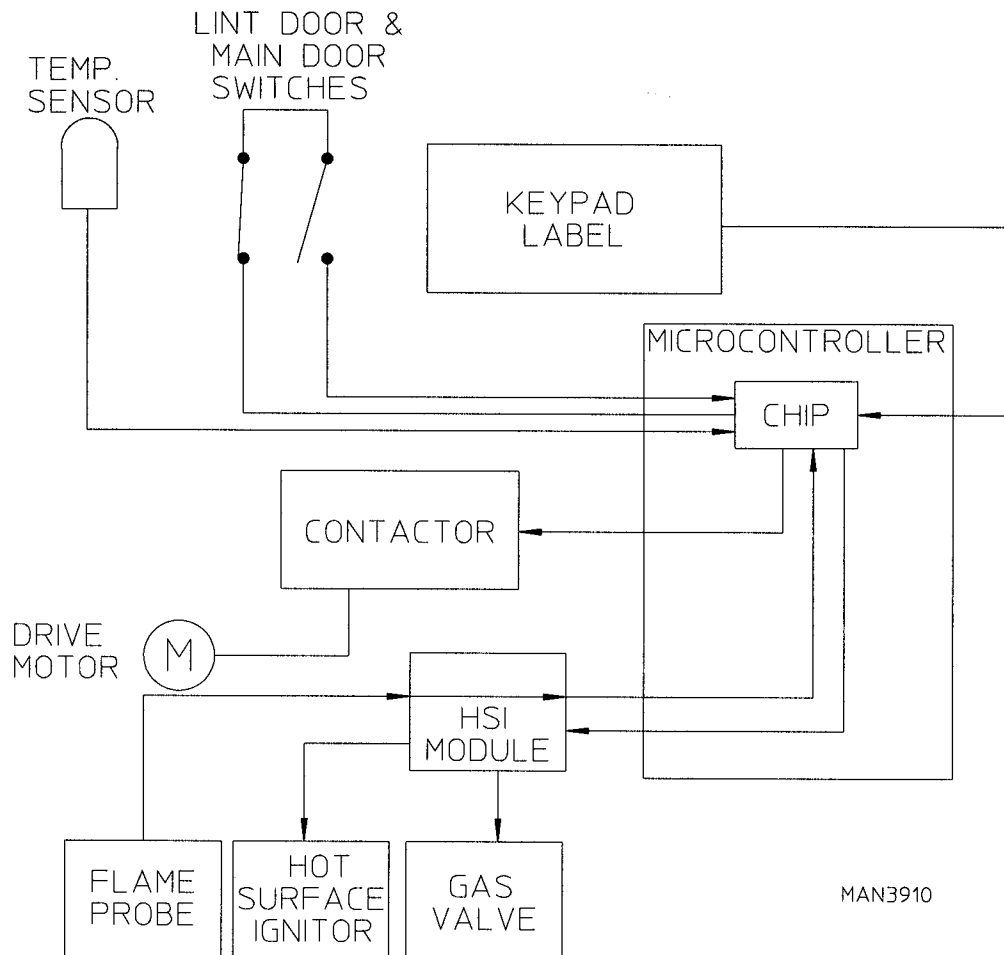 LINT DOOR &
MAIN DOOR
SWITCHES
TEMP.
SENSOR
KEYPAD
LABEL
MICROCONTROLLER
CHIP
CONTACTOR
DRIVE
MOTOR
M
HSI
MODULE
FLAME
PROBE
HOT
SURFACE
IGNITOR
GAS
VALVE
MAN3910